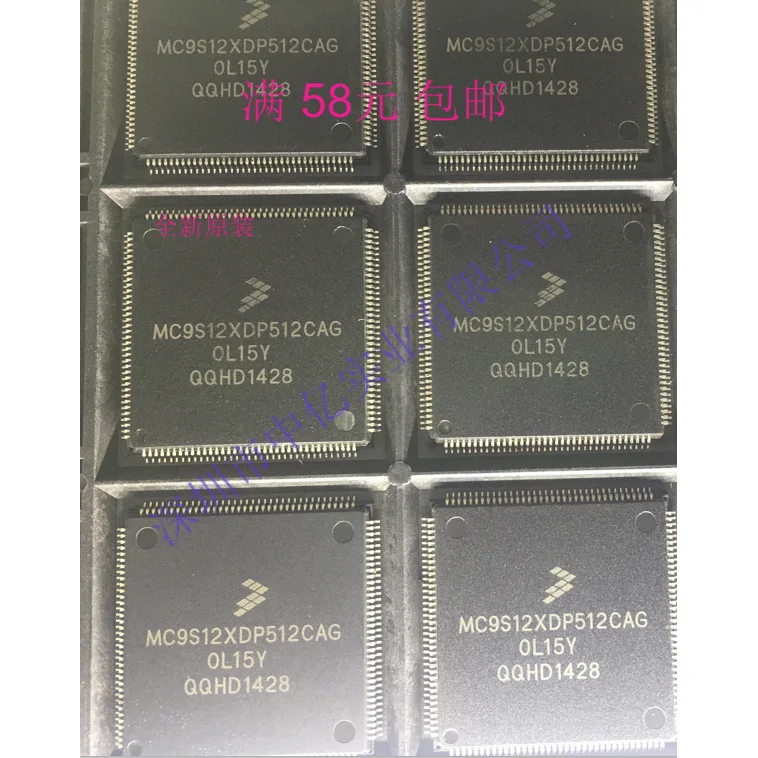 MC9S12XDP512CAG
0L15Y
QQHD1428
MC9S12XDP512CAG
0L15Y
QQHD1428
满 58元 包邮
全新原装
MC9S12XDP512CAG
0L15Y
QQHD1428
MC9S12XDP512CAG
0L15Y
QQHD1428
深圳市中亿实业有限公司
MC9S12XDP512CAG
0L15Y
QQHD1428
MC9S12XDP512CAG
0L15Y
QQHD1428